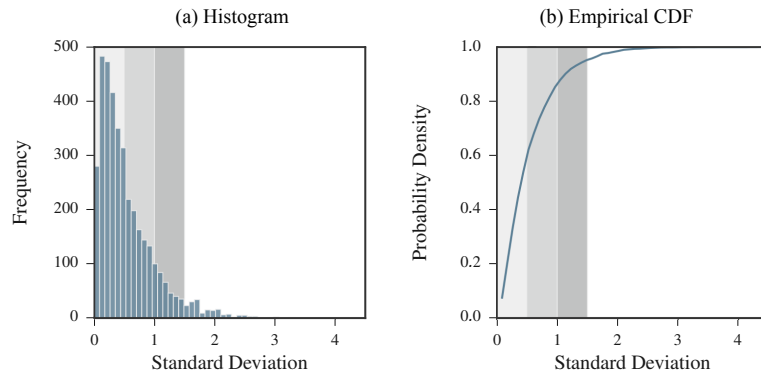 (a) Histogram
500
400
300
200
100
0
Frequency
0 1 2 3 4
Standard Deviation
(b) Empirical CDF
1.0
0.8
0.6
0.4
0.2
0.0
Probability Density
0 1 2 3 4
Standard Deviation